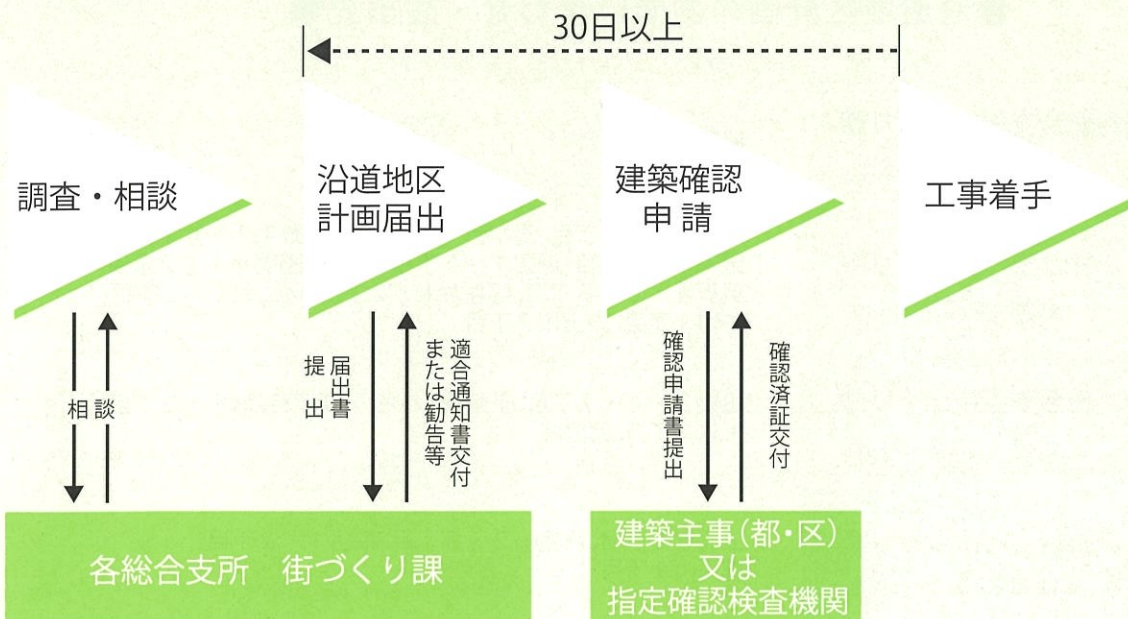 30日以上
調査・相談
沿道地区
計画届出
建築確認
申請
工事着手
相談
届出書
提出
適合通知書交付
または勧告等
確認申請書提出
確認済証交付
各総合支所　街づくり課
建築主事(都・区)
又は
指定確認検査機関